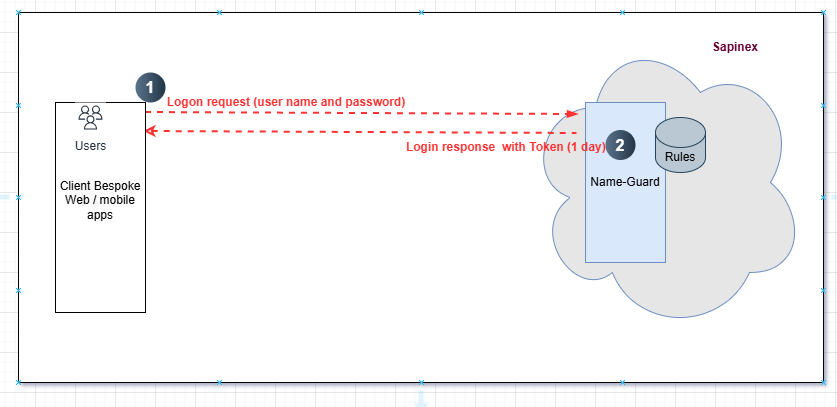 Sapinex
1
Logon request (user name and password)
Users
Login response with Token (1 day)
2
Rules
Client Bespoke
Web / mobile
apps
Name-Guard